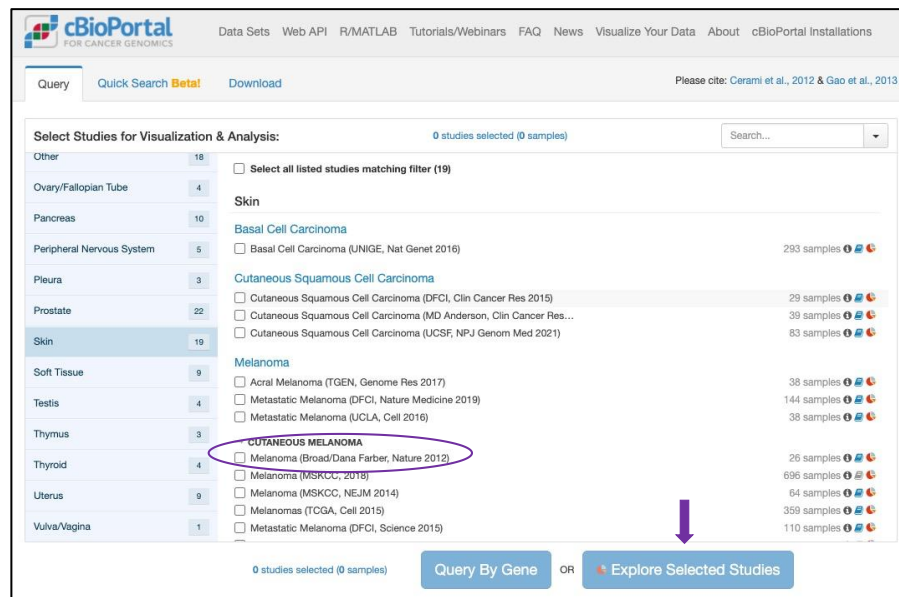 cBioPortal
FOR CANCER GENOMICS
Data Sets Web API R/MATLAB Tutorials/Webinars FAQ News Visualize Your Data About cBioPortal Installations
Query Quick Search Beta! Download Please cite: Cerami et al., 2012 & Gao et al., 2013
Select Studies for Visualization & Analysis: 0 studies selected (0 samples) Search...
Other 18
Ovary/Fallopian Tube 4
Pancreas 10
Peripheral Nervous System 5
Pleura 3
Prostate 22
Skin 19
Soft Tissue 9
Testis 4
Thymus 3
Thyroid 4
Uterus 9
Vulva/Vagina 1
Select all listed studies matching filter (19)
Skin
Basal Cell Carcinoma
Basal Cell Carcinoma (UNIGE, Nat Genet 2016) 293 samples
Cutaneous Squamous Cell Carcinoma
Cutaneous Squamous Cell Carcinoma (DFCI, Clin Cancer Res 2015) 29 samples
Cutaneous Squamous Cell Carcinoma (MD Anderson, Clin Cancer Res... 39 samples
Cutaneous Squamous Cell Carcinoma (UCSF, NPJ Genom Med 2021) 83 samples
Melanoma
Acral Melanoma (TGEN, Genome Res 2017) 38 samples
Metastatic Melanoma (DFCI, Nature Medicine 2019) 144 samples
Metastatic Melanoma (UCLA, Cell 2016) 38 samples
CUTANEOUS MELANOMA
Melanoma (Broad/Dana Farber, Nature 2012) 26 samples
Melanoma (MSKCC, 2018) 696 samples
Melanoma (MSKCC, NEJM 2014) 64 samples
Melanomas (TCGA, Cell 2015) 359 samples
Metastatic Melanoma (DFCI, Science 2015) 110 samples
0 studies selected (0 samples) Query By Gene OR Explore Selected Studies